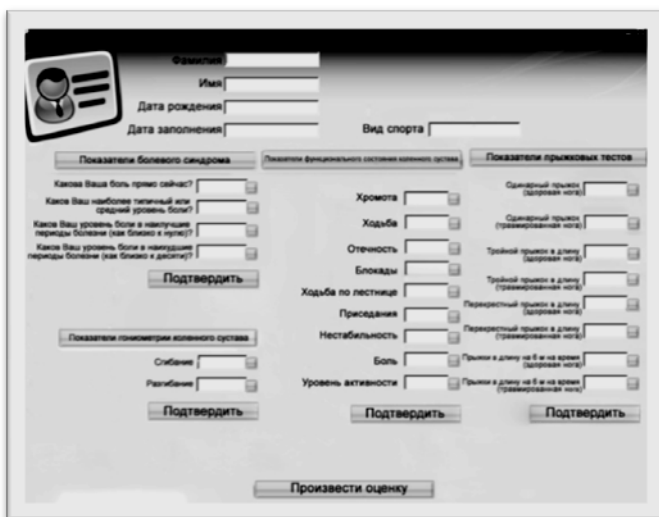 Фамилия
Имя
Дата рождения
Дата заполнения
Вид спорта
Показатели болевого синдрома
Какова Ваша боль прямо сейчас?
Каков Ваш наиболее типичный или
средний уровень боли?
Каков Ваш уровень боли в наилучшие
периоды болезни (как близко к нулю)?
Каков Ваш уровень боли в наихудшие
периоды болезни (как близко к десяти)?
Подтвердить
Показатели гониометрии коленного сустава
Сгибание
Разгибание
Подтвердить
Показатели функционального состояния коленного сустава
Хромота
Ходьба
Отечность
Блокады
Ходьба по лестнице
Приседания
Нестабильность
Боль
Уровень активности
Подтвердить
Показатели прыжковых тестов
Одинарный прыжок
(здоровая нога)
Одинарный прыжок
(травмированная нога)
Тройной прыжок в длину
(здоровая нога)
Тройной прыжок в длину
(травмированная нога)
Перекрестный прыжок в длину
(здоровая нога)
Перекрестный прыжок в длину
(травмированная нога)
Прыжки в длину на 6 м на время
(здоровая нога)
Прыжки в длину на 6 м на время
(травмированная нога)
Подтвердить
Произвести оценку